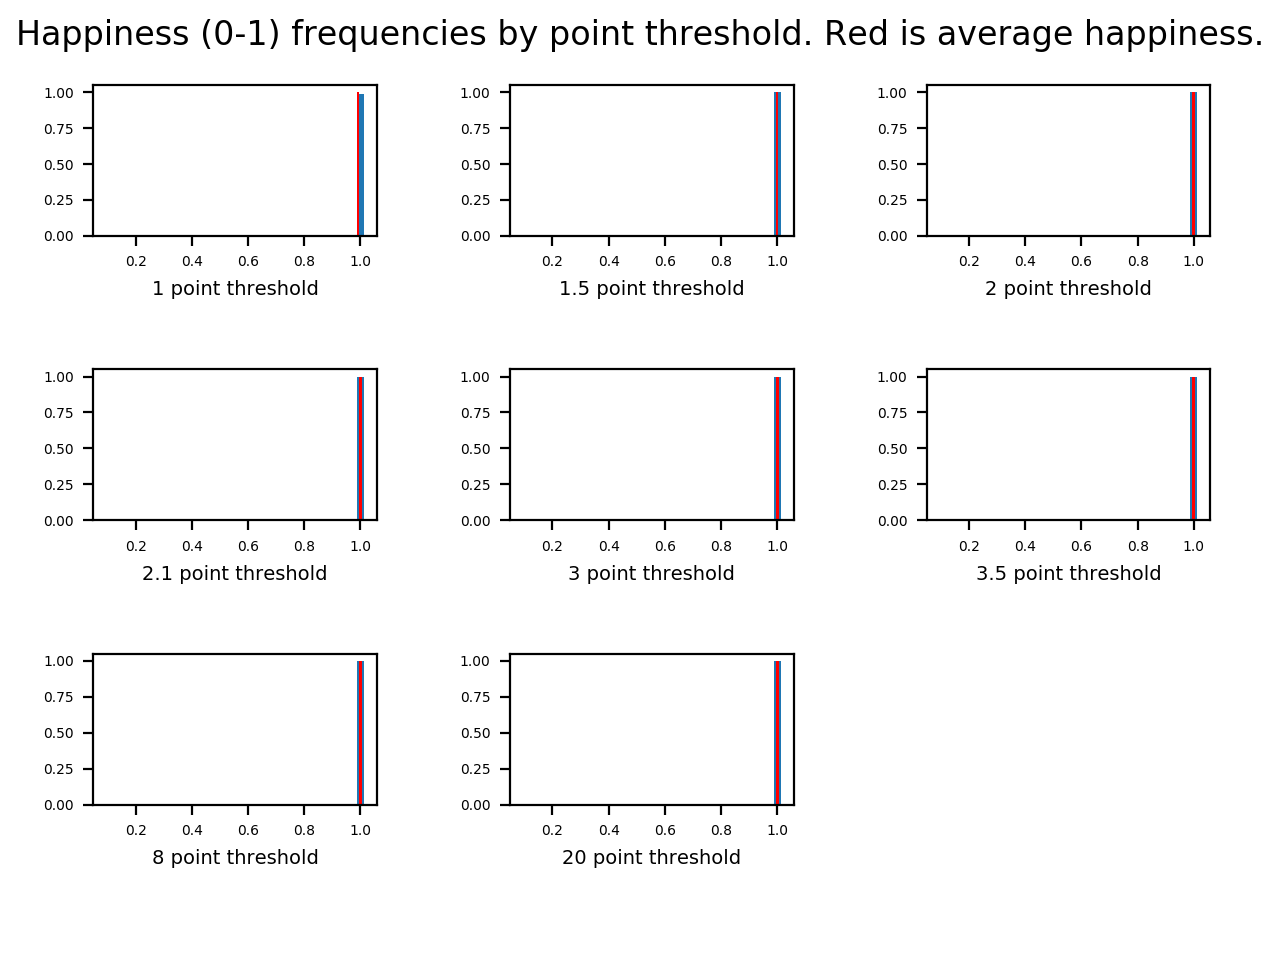 Happiness (0-1) frequencies by point threshold. Red is average happiness.
1.00 1.00 1.00
0.75 0.75 0.75
0.50 0.50 0.50
0.25 0.25 0.25
0.00 0.00 0.00
0.2 0.4 0.6 0.8 1.0 0.2 0.4 0.6 0.8 1.0 0.2 0.4 0.6 0.8 1.0
1 point threshold 1.5 point threshold 2 point threshold
1.00 1.00 1.00
0.75 0.75 0.75
0.50 0.50 0.50
0.25 0.25 0.25
0.00 0.00 0.00
0.2 0.4 0.6 0.8 1.0 0.2 0.4 0.6 0.8 1.0 0.2 0.4 0.6 0.8 1.0
2.1 point threshold 3 point threshold 3.5 point threshold
1.00 1.00
0.75 0.75
0.50 0.50
0.25 0.25
0.00 0.00
0.2 0.4 0.6 0.8 1.0 0.2 0.4 0.6 0.8 1.0
8 point threshold 20 point threshold